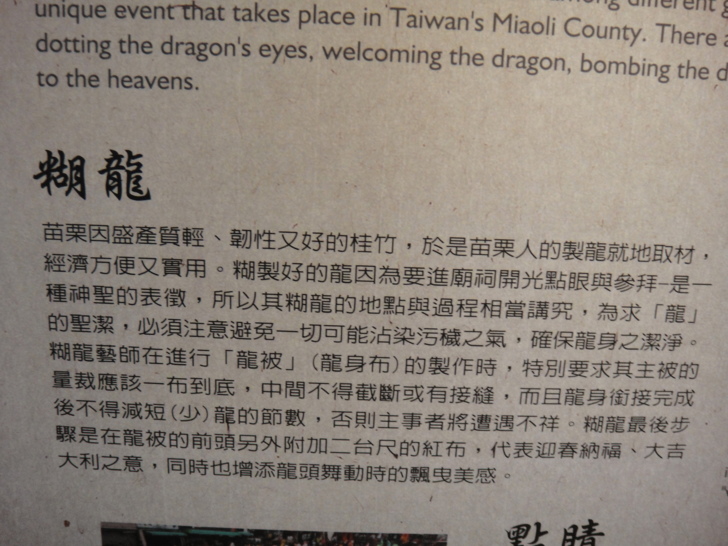 unique event that takes place in Taiwan's Miaoli County. There
dotting the dragon's eyes, welcoming the dragon, bombing the
to the heavens.
糊龍
苗栗因盛產質輕、韌性又好的桂竹，於是苗栗人的製龍就地取材，
經濟方便又實用。糊製好的龍因為要進廟祠開光點眼與參拜-是一
種神聖的表徵，所以其糊龍的地點與過程相當講究，為求「龍」
的聖潔，必須注意避免一切可能沾染污穢之氣，確保龍身之潔淨。
糊龍藝師在進行「龍被」(龍身布)的製作時，特別要求其主被的
量裁應該一布到底，中間不得截斷或有接縫，而且龍身銜接完成
後不得減短(少)龍的節數，否則主事者將遭遇不祥。糊龍最後步
驟是在龍被的前頭另外附加二台尺的紅布，代表迎春納福、大吉
大利之意，同時也增添龍頭舞動時的飄曳美感。
點睛